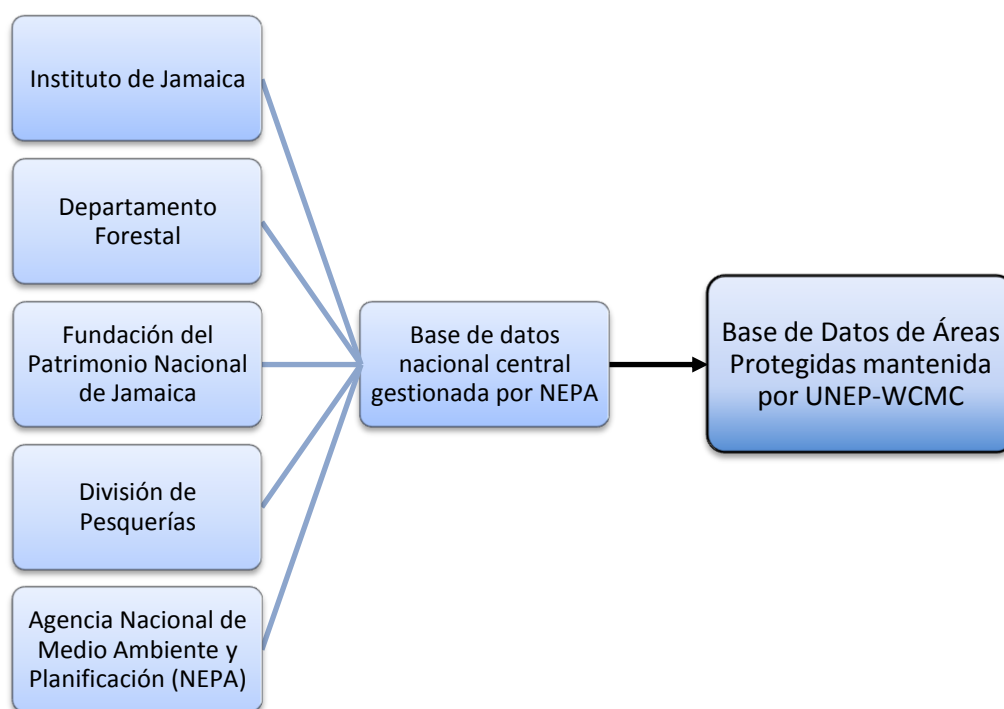 Instituto de Jamaica
Departamento
Forestal
Fundación del
Patrimonio Nacional
de Jamaica
División de
Pesquerías
Agencia Nacional de
Medio Ambiente y
Planificación (NEPA)
Base de datos
nacional central
gestionada por NEPA
Base de Datos de Áreas
Protegidas mantenida
por UNEP-WCMC